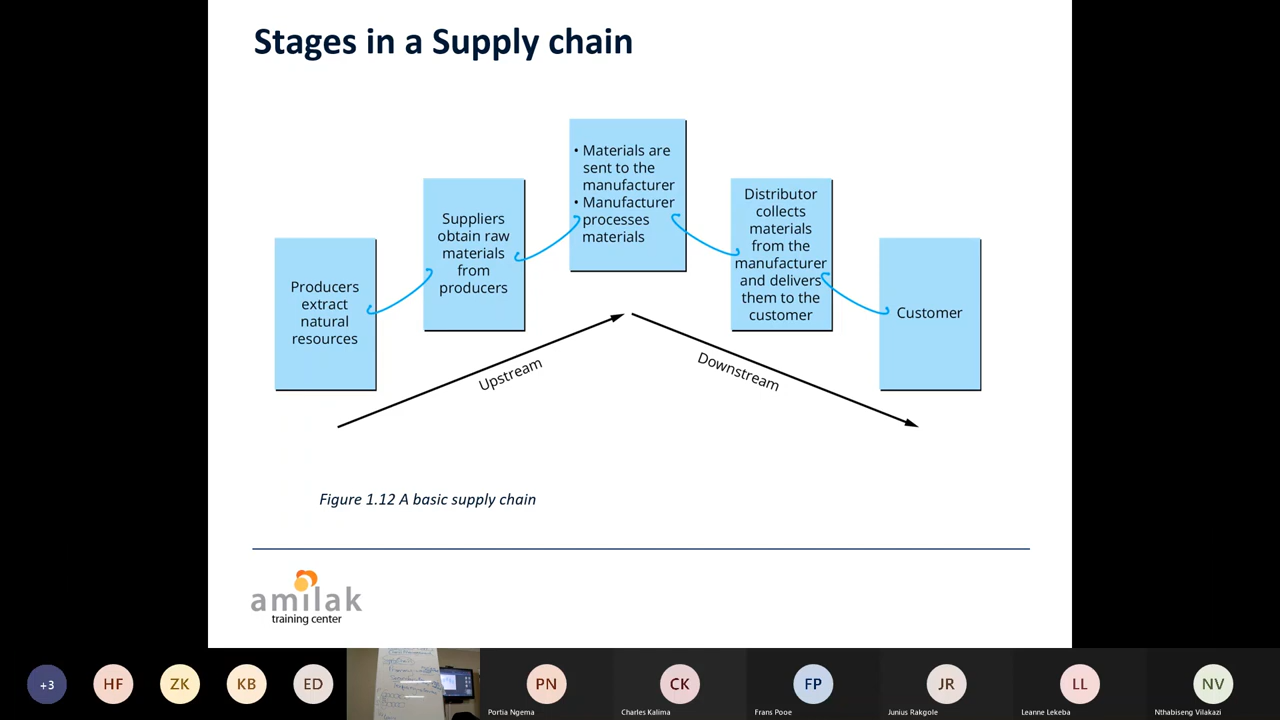 Stages in a Supply chain
• Materials are
sent to the
manufacturer
• Manufacturer
processes
materials
Suppliers
obtain raw
materials
from
producers
Distributor
collects
materials
from the
manufacturer
and delivers
them to the
customer
Producers
extract
natural
resources
Customer
Upstream
Downstream
Figure 1.12 A basic supply chain
amilak
training center
+3
HF
ZK
KB
ED
PN
CK
FP
JR
LL
NV
Portia Ngema
Charles Kalima
Frans Pooe
Junius Rakgole
Leanne Lekeba
Nthabiseng Vilakazi